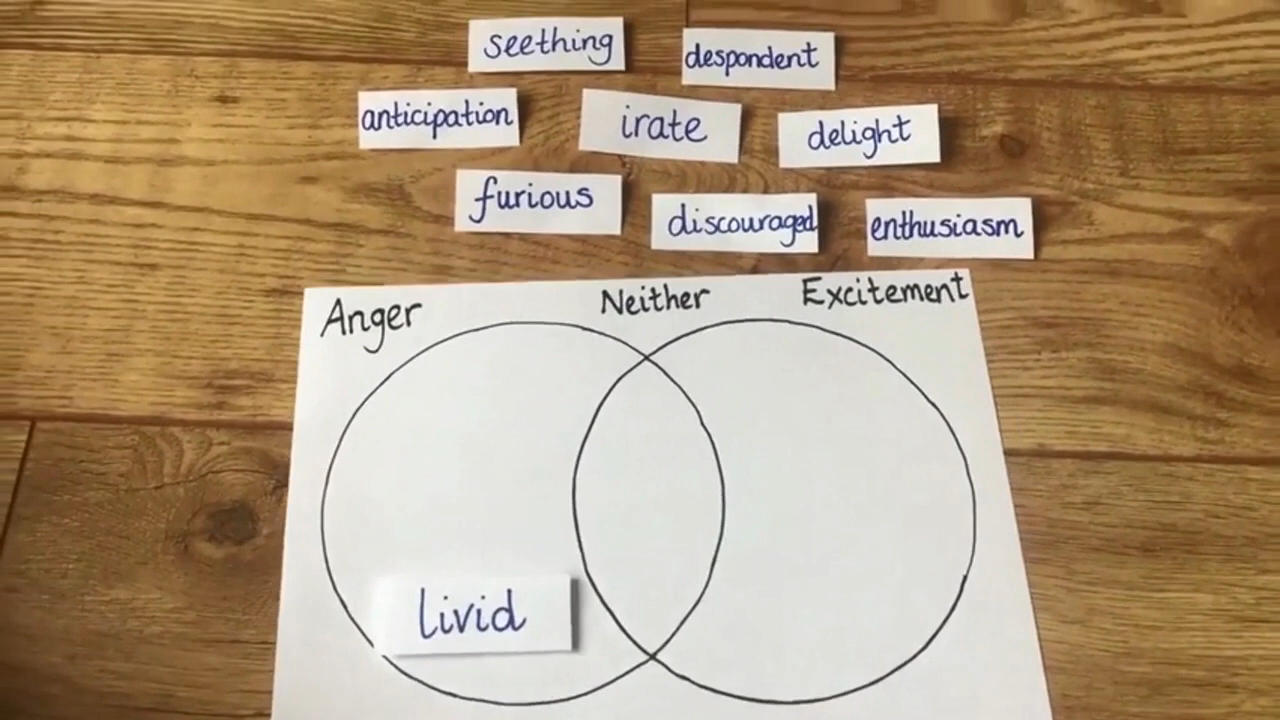 seething
despondent
anticipation
irate
delight
furious
discouraged
enthusiasm
Anger
Neither
Excitement
livid